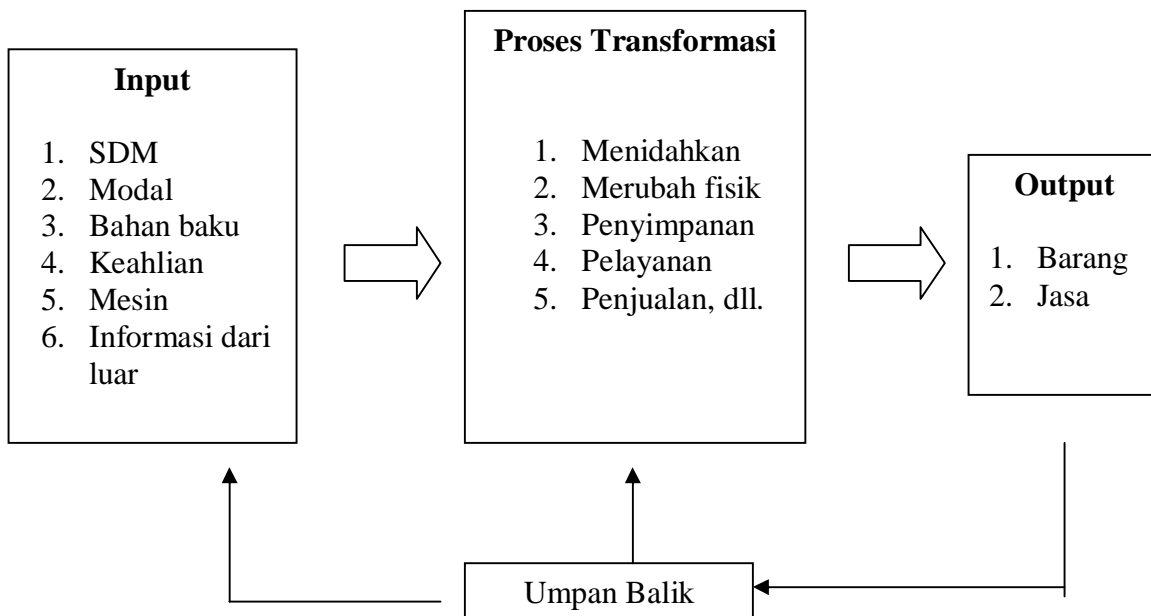 Input
1. SDM
2. Modal
3. Bahan baku
4. Keahlian
5. Mesin
6. Informasi dari
luar
Proses Transformasi
1. Menidahkan
2. Merubah fisik
3. Penyimpanan
4. Pelayanan
5. Penjualan, dll.
Output
1. Barang
2. Jasa
Umpan Balik